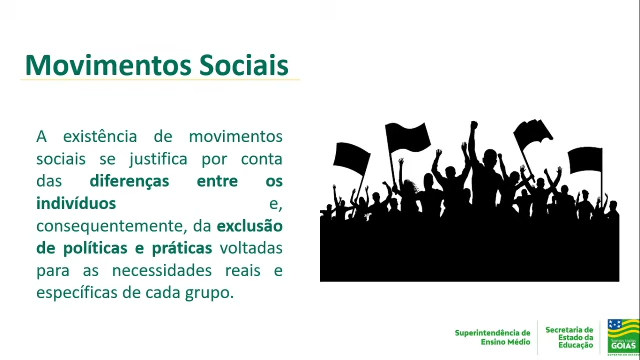 Movimentos Sociais
A existência de movimentos
sociais se justifica por conta
das diferenças entre os
indivíduos e,
consequentemente, da exclusão
de políticas e práticas voltadas
para as necessidades reais e
específicas de cada grupo.
Superintendência de
Ensino Médio
Secretaria de
Estado da
Educação
GOIÁS